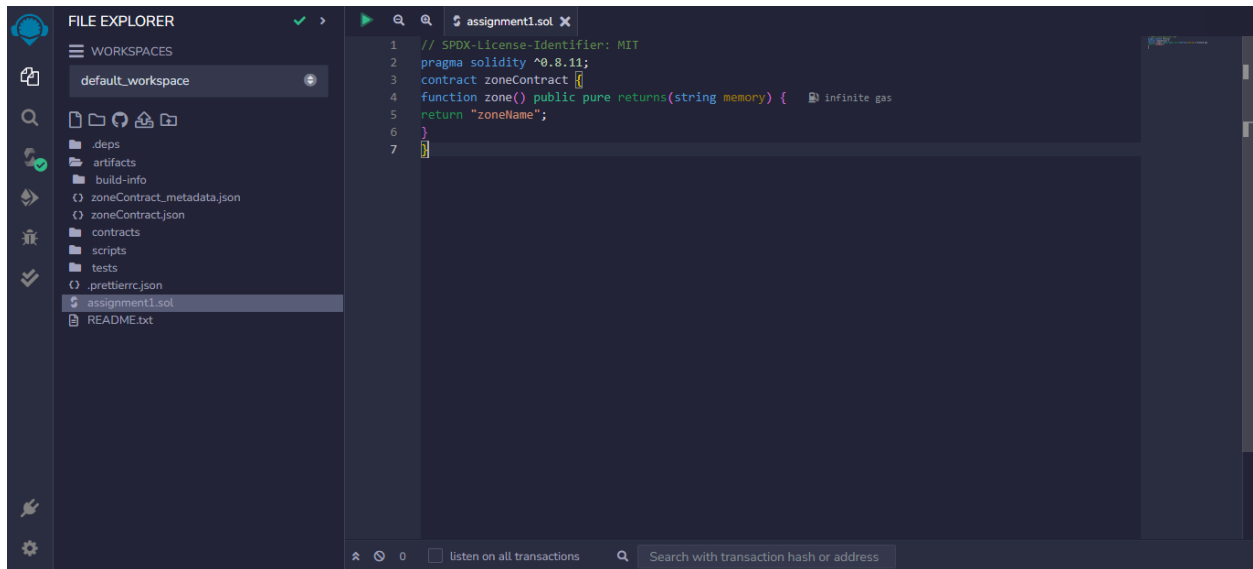 FILE EXPLORER
WORKSPACES
default_workspace
.deps
artifacts
build-info
zoneContract_metadata.json
zoneContract.json
contracts
scripts
tests
.prettierrc.json
assignment1.sol
README.txt
assignment1.sol
1 // SPDX-License-Identifier: MIT
2 pragma solidity ^0.8.11;
3 contract zoneContract {
4 function zone() public pure returns(string memory) { infinite gas
5 return "zoneName";
6 }
7 }
0 listen on all transactions Search with transaction hash or address